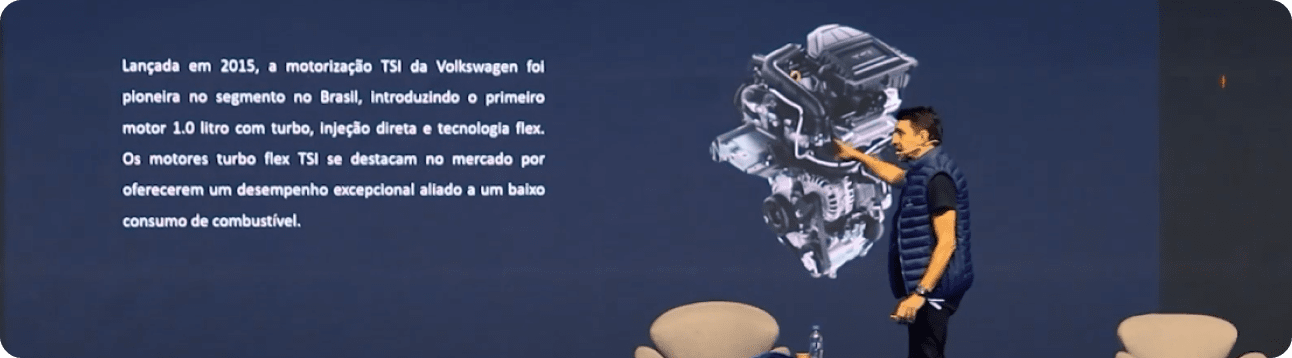 Lançada em 2015, a motorização TSI da Volkswagen foi
pioneira no segmento no Brasil, introduzindo o primeiro
motor 1.0 litro com turbo, injeção direta e tecnologia flex.
Os motores turbo flex TSI se destacam no mercado por
oferecerem um desempenho excepcional aliado a um baixo
consumo de combustível.